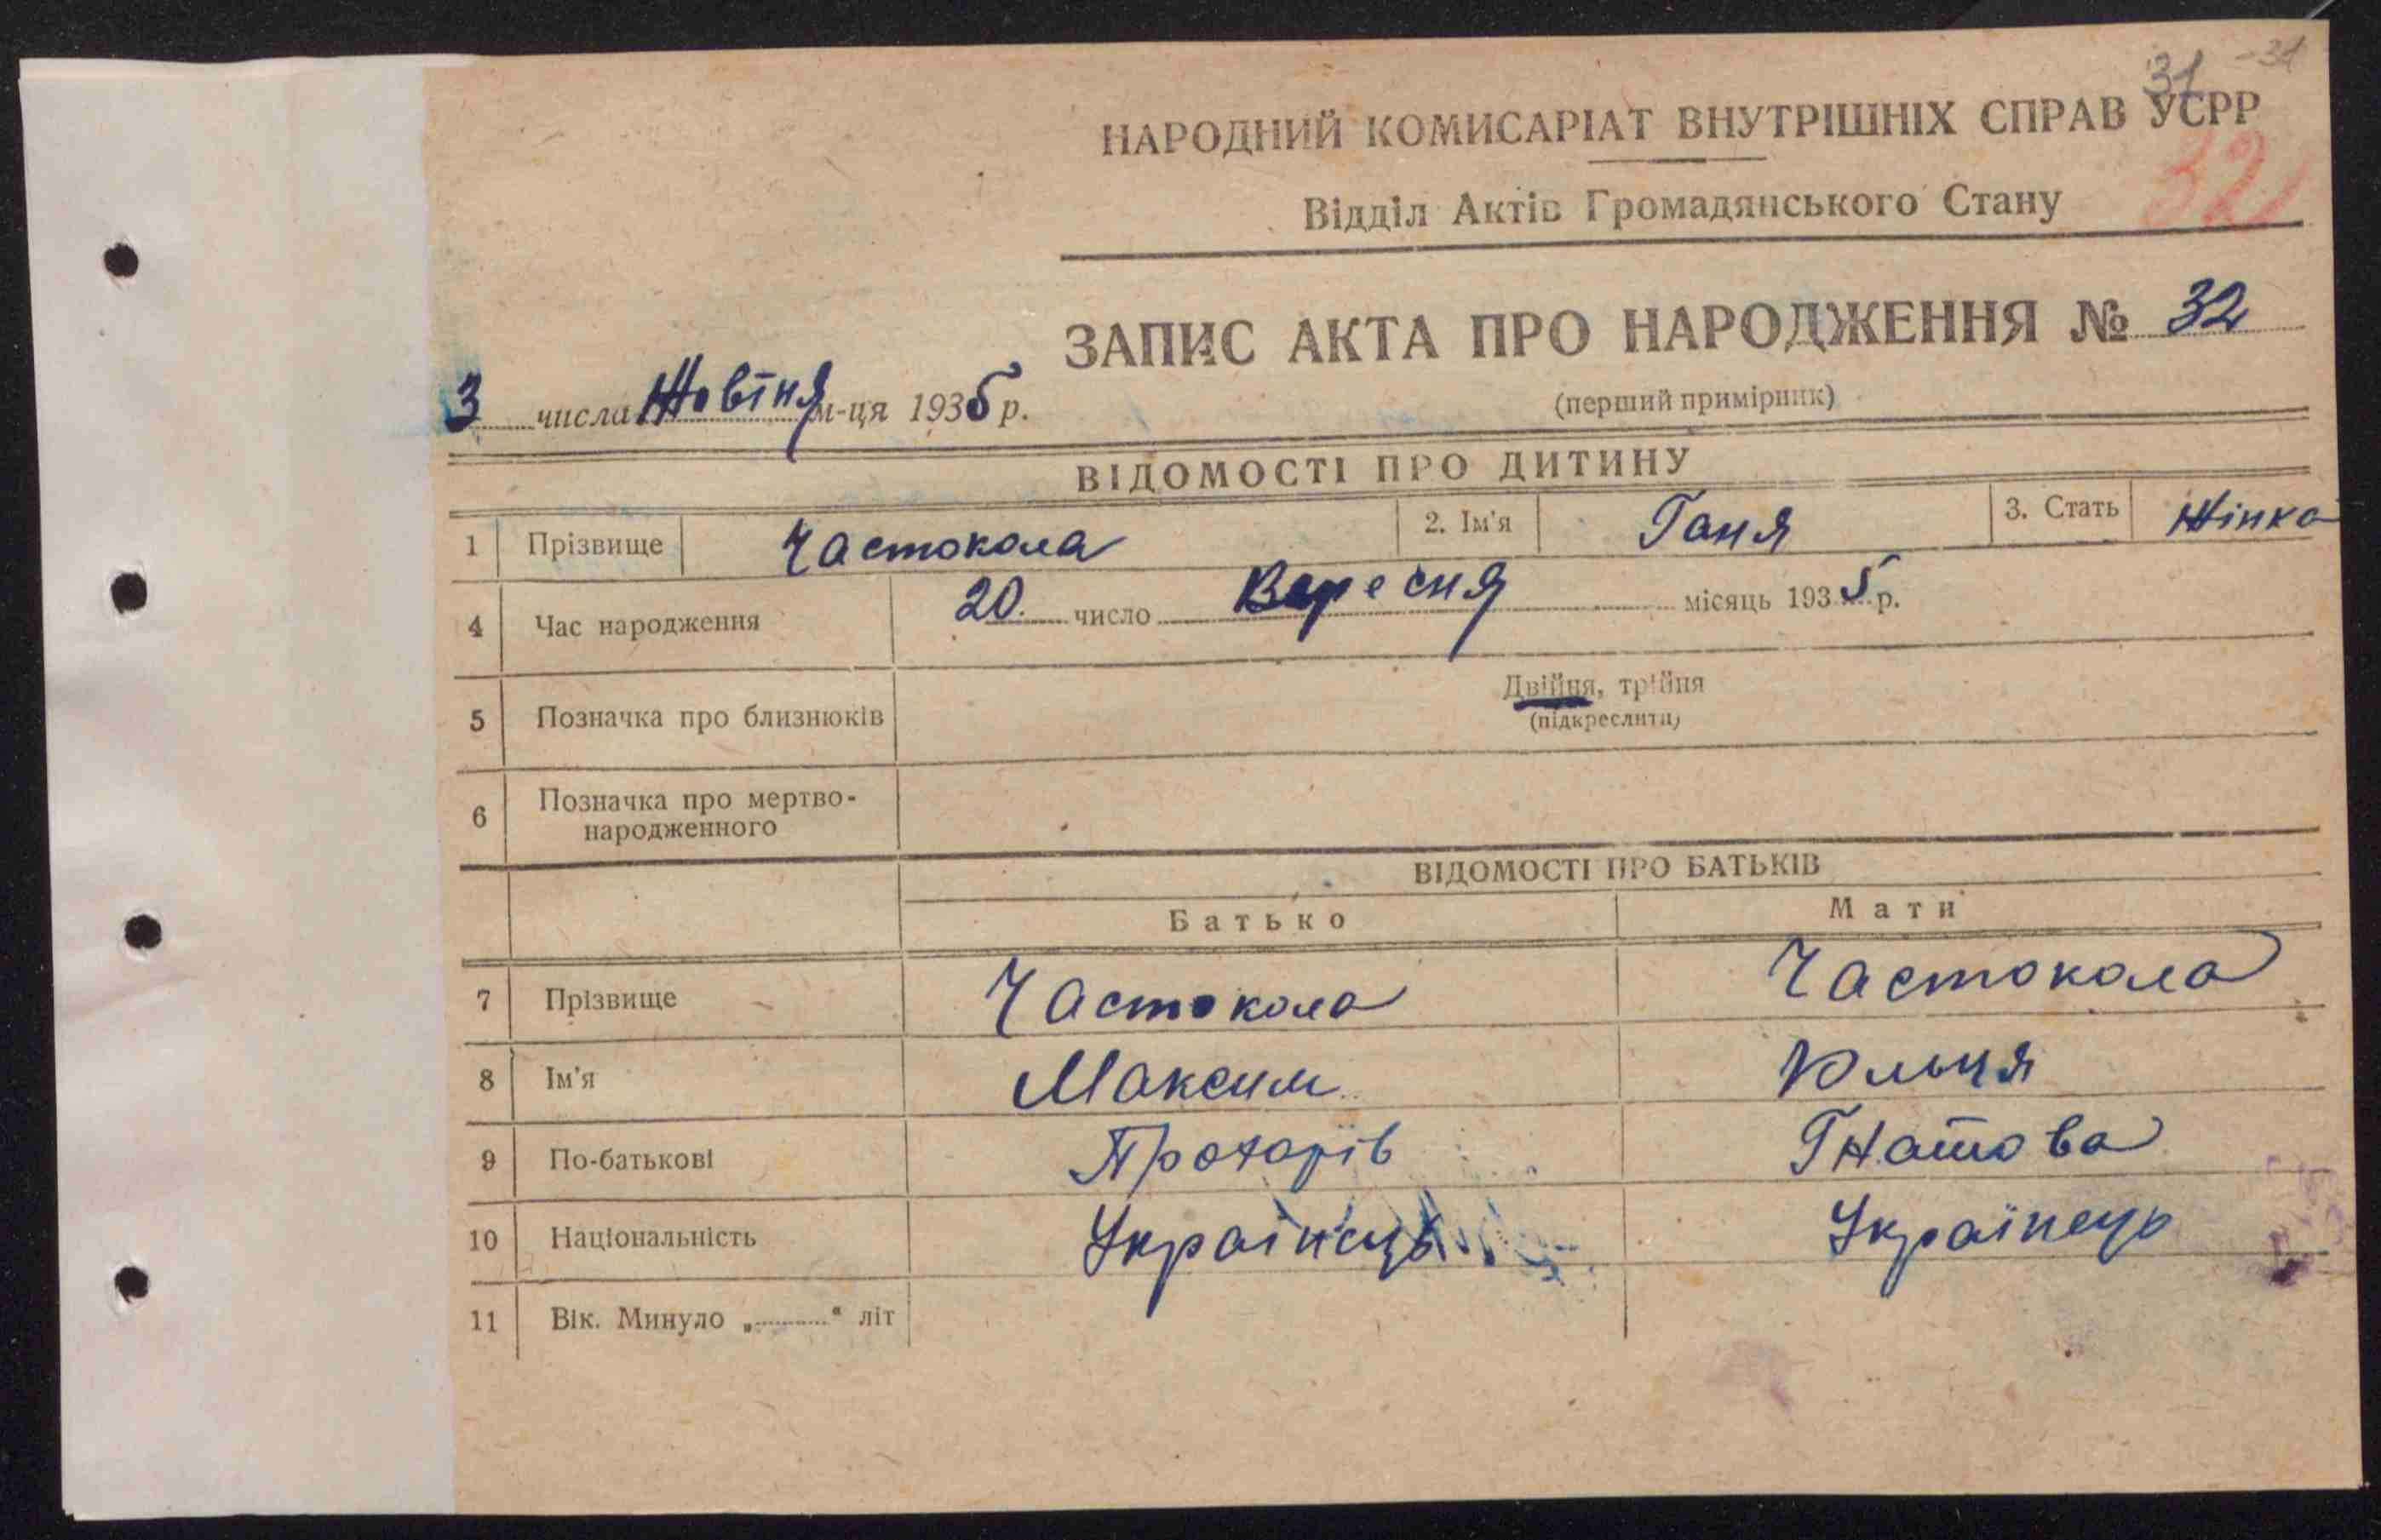 31 -31
НАРОДНИЙ КОМИСАРІАТ ВНУТРІШНІХ СПРАВ УСРР
32
Відділ Актів Громадянського Стану
ЗАПИС АКТА ПРО НАРОДЖЕННЯ № 32
(перший примірник)
3 числа Жовтня м-ця 1935 р.
ВІДОМОСТІ ПРО ДИТИНУ
1 Прізвище Частокола 2. Ім'я Ганя 3. Стать Жінка
4 Час народження 20 число Вересня місяць 1935 р.
5 Позначка про близнюків Двійня, трійня
(підкреслити)
6 Позначка про мертво-
народженного
ВІДОМОСТІ ПРО БАТЬКІВ
Батько Мати
7 Прізвище Частокола Частокола
8 Ім'я Максим
9 По-батькові Прохорів Гнатова
10 Національність Українець Українець
11 Вік. Минуло „.........“ літ